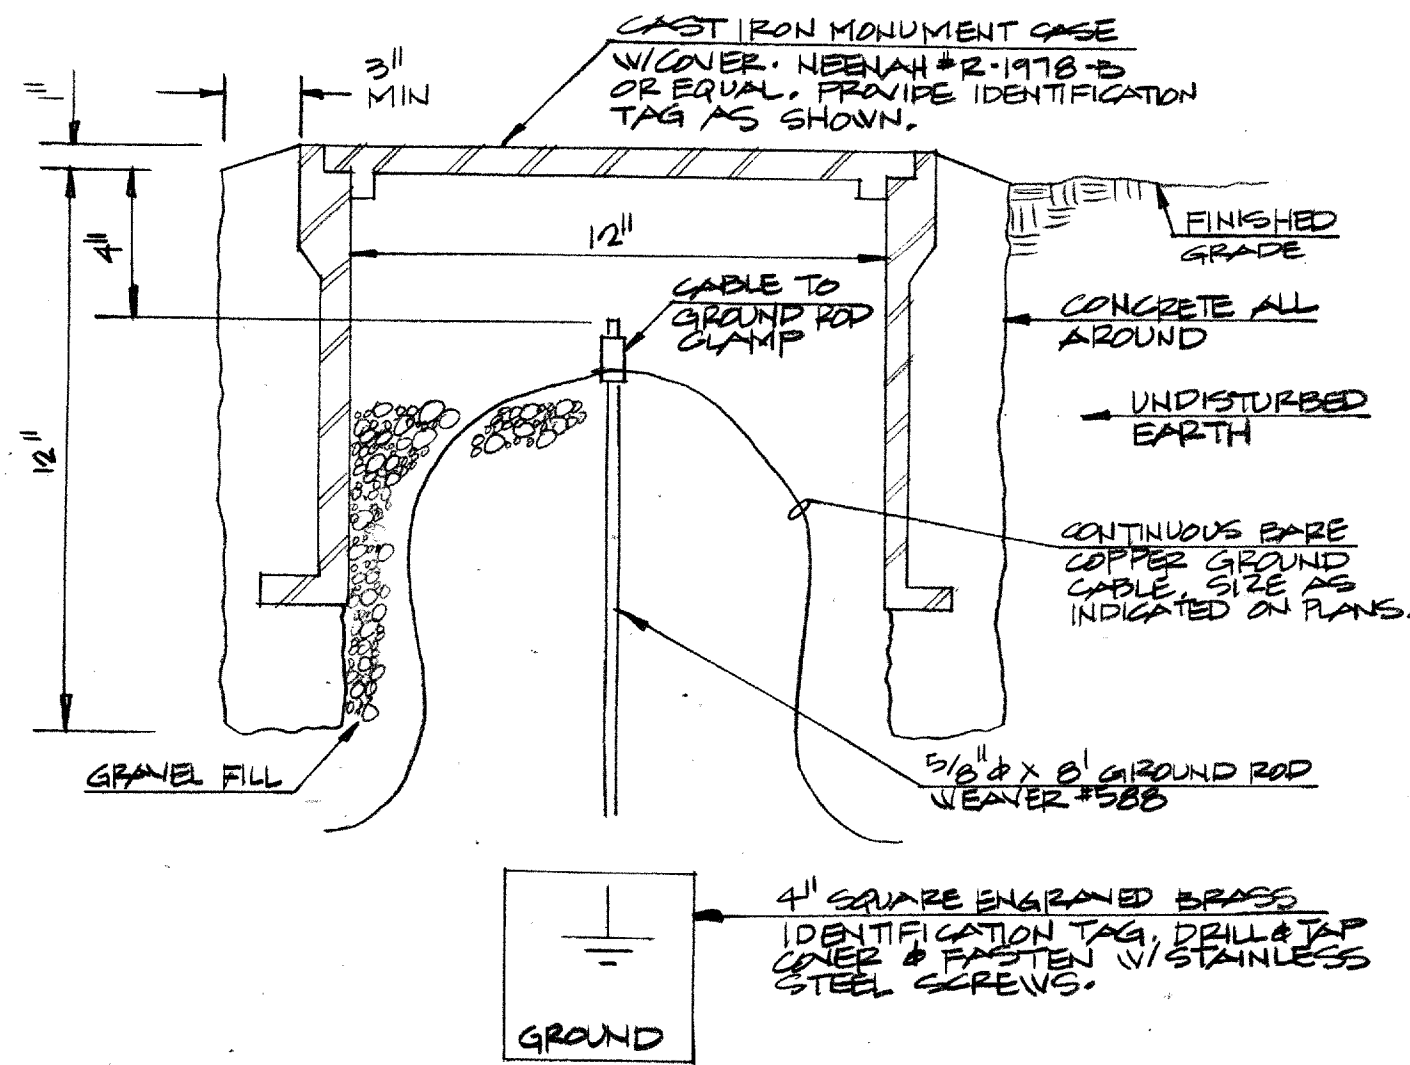 CAST IRON MONUMENT CASE
W/COVER. NEENAH #R-1978-B
OR EQUAL. PROVIDE IDENTIFICATION
TAG AS SHOWN.
1"
3"
MIN
4"
12"
12"
FINISHED
GRADE
CABLE TO
GROUND ROD
CLAMP
CONCRETE ALL
AROUND
UNDISTURBED
EARTH
CONTINUOUS BARE
COPPER GROUND
CABLE. SIZE AS
INDICATED ON PLANS.
GRAVEL FILL
5/8"ϕ X 8' GROUND ROD
WEAVER #588
4" SQUARE ENGRAVED BRASS
IDENTIFICATION TAG. DRILL & TAP
COVER & FASTEN W/ STAINLESS
STEEL SCREWS.
GROUND